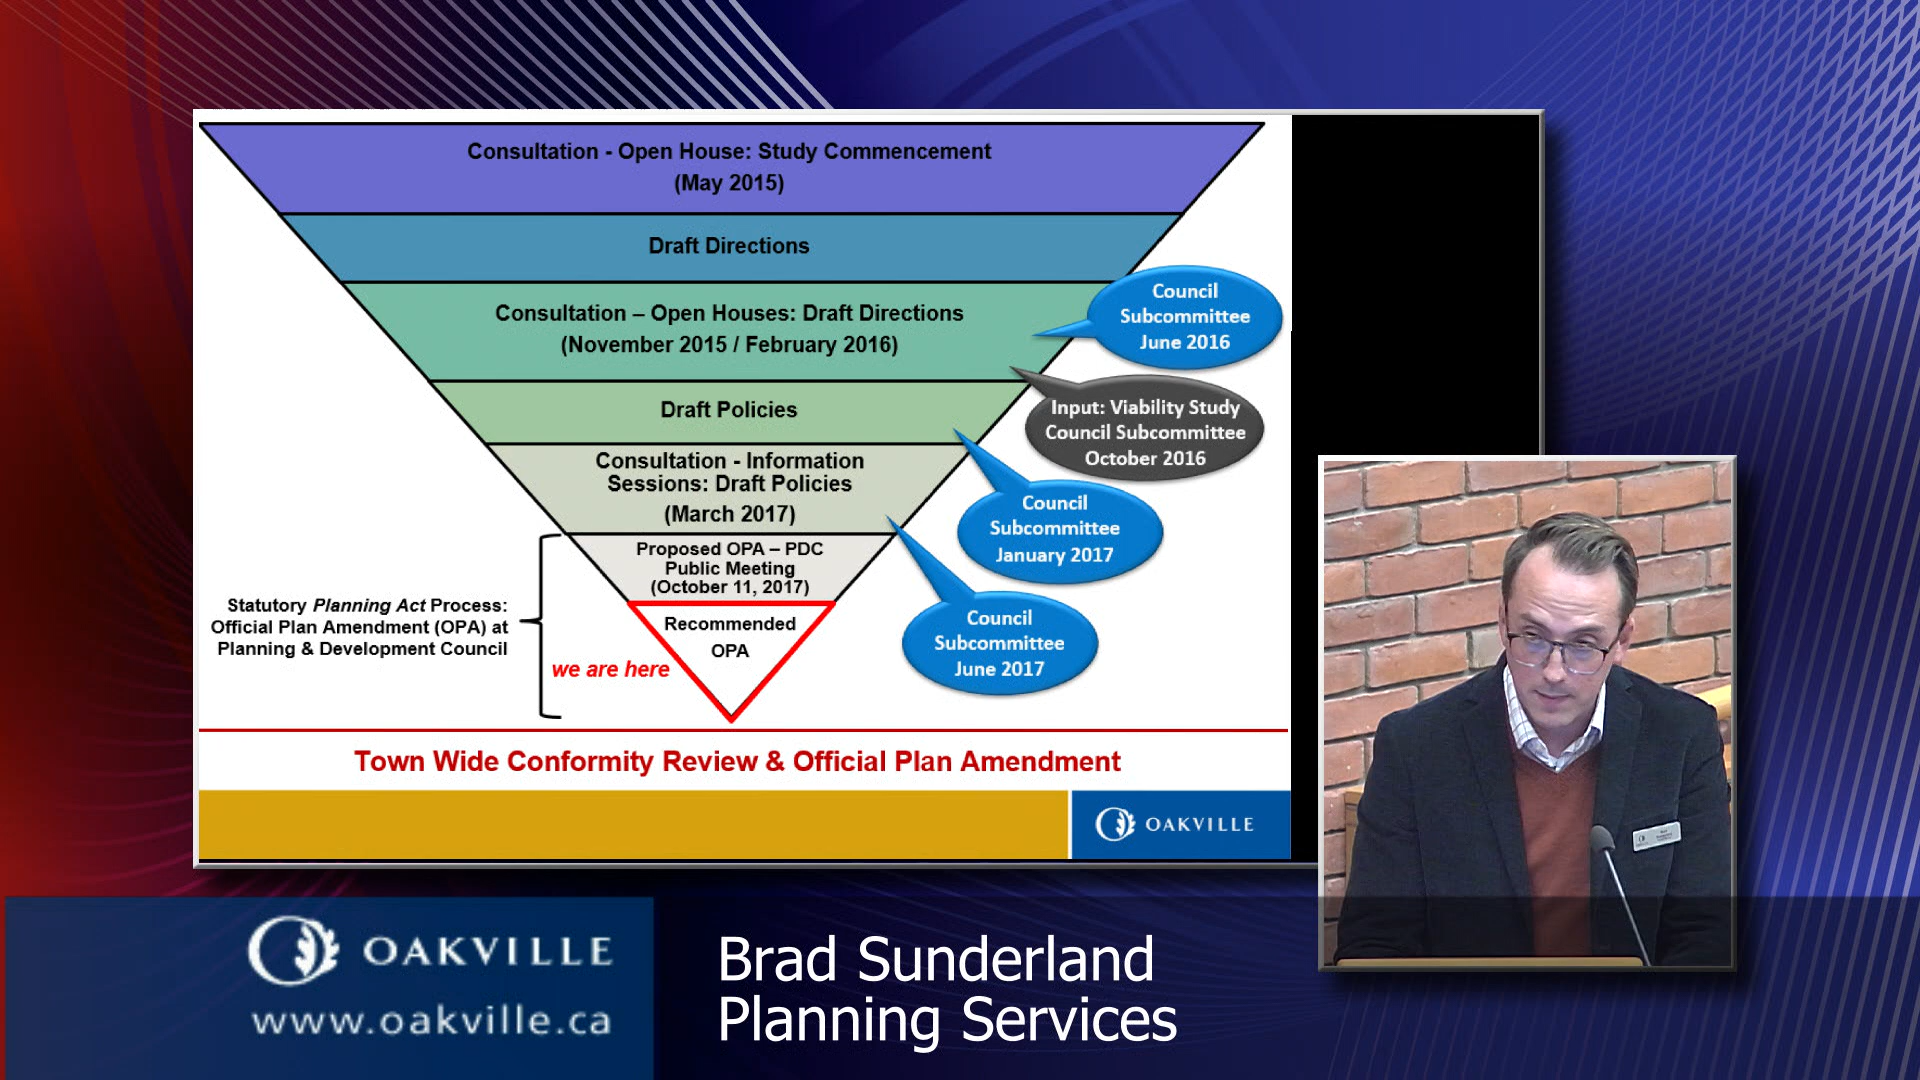 Consultation - Open House: Study Commencement
(May 2015)
Draft Directions
Consultation – Open Houses: Draft Directions
(November 2015 / February 2016)
Council
Subcommittee
June 2016
Draft Policies
Input: Viability Study
Council Subcommittee
October 2016
Consultation - Information
Sessions: Draft Policies
(March 2017)
Council
Subcommittee
January 2017
Proposed OPA – PDC
Public Meeting
(October 11, 2017)
Statutory Planning Act Process:
Official Plan Amendment (OPA) at
Planning & Development Council
Recommended
OPA
we are here
Council
Subcommittee
June 2017
Town Wide Conformity Review & Official Plan Amendment
OAKVILLE
OAKVILLE
www.oakville.ca
Brad Sunderland
Planning Services